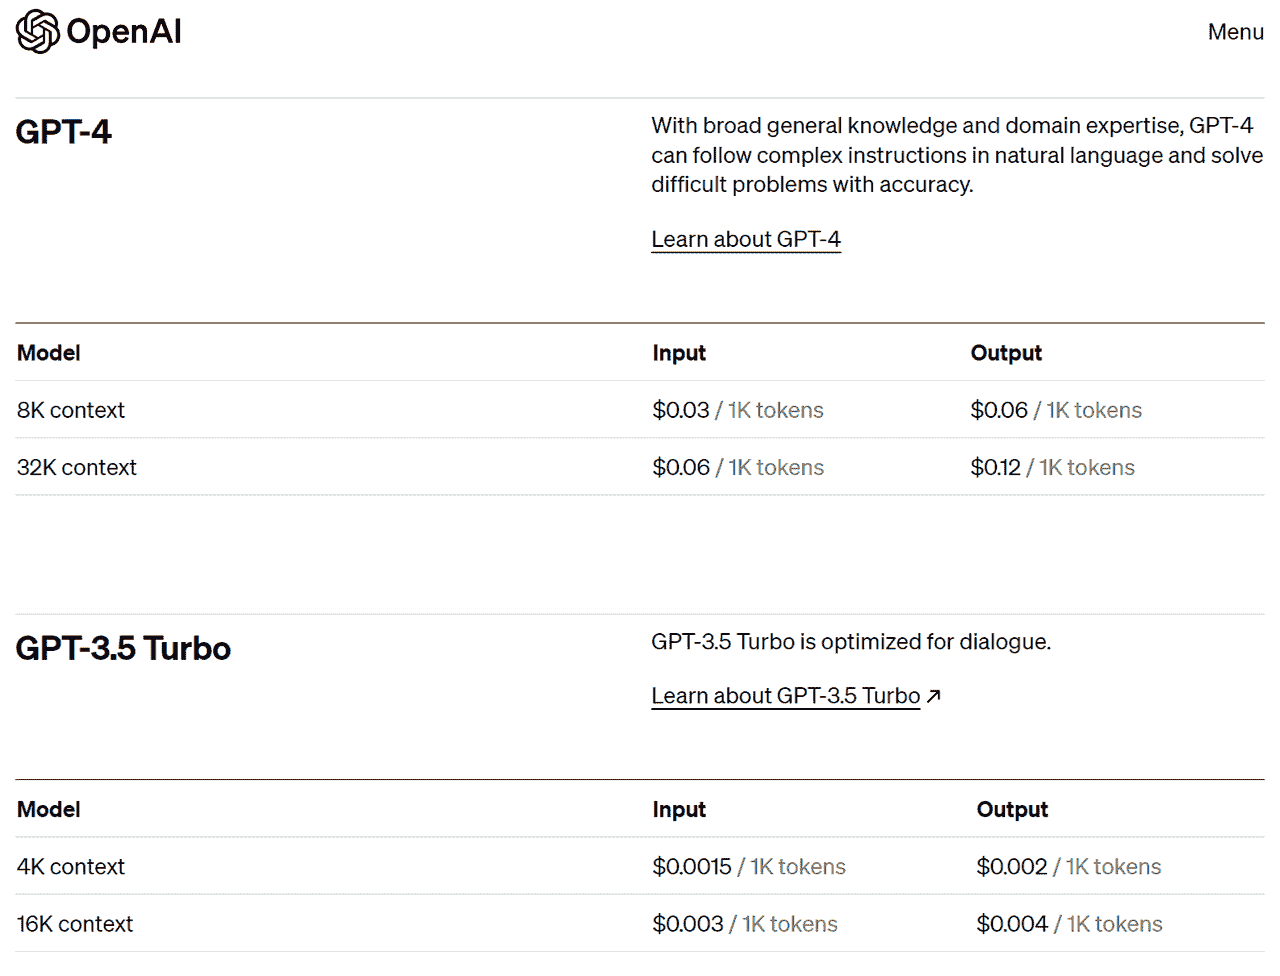 OpenAI
Menu
GPT-4
With broad general knowledge and domain expertise, GPT-4
can follow complex instructions in natural language and solve
difficult problems with accuracy.
Learn about GPT-4
Model Input Output
8K context $0.03 / 1K tokens $0.06 / 1K tokens
32K context $0.06 / 1K tokens $0.12 / 1K tokens
GPT-3.5 Turbo
GPT-3.5 Turbo is optimized for dialogue.
Learn about GPT-3.5 Turbo ↗
Model Input Output
4K context $0.0015 / 1K tokens $0.002 / 1K tokens
16K context $0.003 / 1K tokens $0.004 / 1K tokens